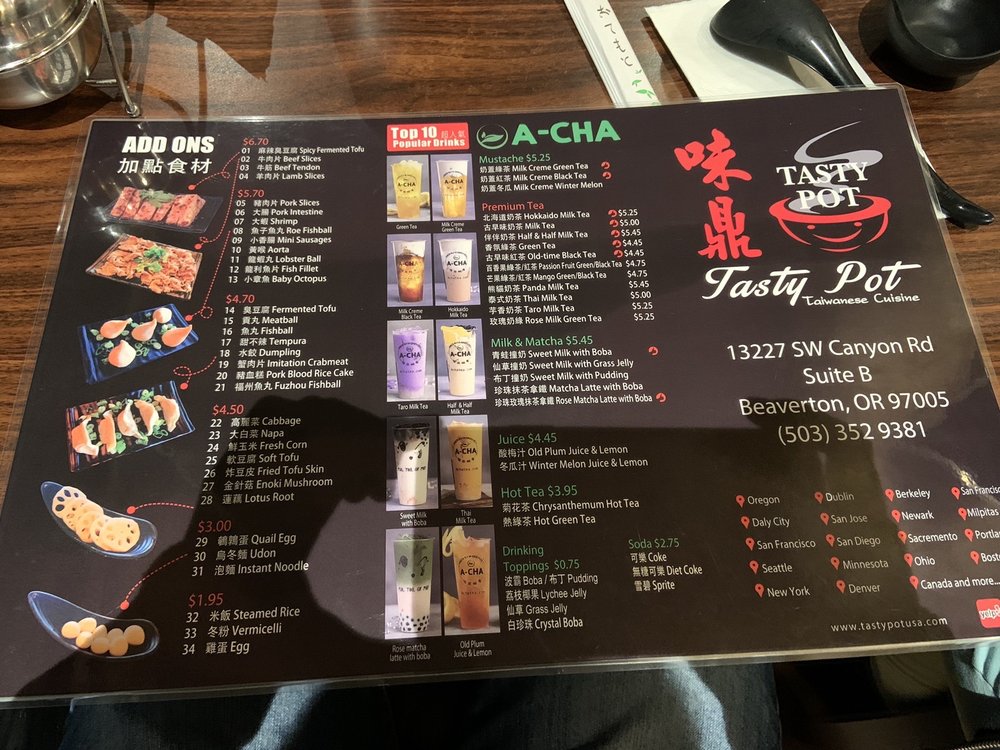 おてもと
ADD ONS
加點食材
$6.70
01 麻辣臭豆腐 Spicy Fermented Tofu
02 牛肉片 Beef Slices
03 牛筋 Beef Tendon
04 羊肉片 Lamb Slices
$5.70
05 豬肉片 Pork Slices
06 大腸 Pork Intestine
07 大蝦 Shrimp
08 魚子魚丸 Roe Fishball
09 小香腸 Mini Sausages
10 黃喉 Aorta
11 龍蝦丸 Lobster Ball
12 龍利魚片 Fish Fillet
13 小章魚 Baby Octopus
$4.70
14 臭豆腐 Fermented Tofu
15 貢丸 Meatball
16 魚丸 Fishball
17 甜不辣 Tempura
18 水餃 Dumpling
19 蟹肉片 Imitation Crabmeat
20 豬血糕 Pork Blood Rice Cake
21 福州魚丸 Fuzhou Fishball
$4.50
22 高麗菜 Cabbage
23 大白菜 Napa
24 鮮玉米 Fresh Corn
25 軟豆腐 Soft Tofu
26 炸豆皮 Fried Tofu Skin
27 金針菇 Enoki Mushroom
28 蓮藕 Lotus Root
$3.00
29 鵪鶉蛋 Quail Egg
30 烏冬麵 Udon
31 泡麵 Instant Noodle
$1.95
32 米飯 Steamed Rice
33 冬粉 Vermicelli
34 雞蛋 Egg
Top 10 超人氣
Popular Drinks
Green Tea
Milk Creme
Green Tea
Milk Creme
Black Tea
Hokkaido
Milk Tea
Taro Milk Tea
Half & Half
Milk Tea
Sweet Milk
with Boba
Thai
Milk Tea
Rose matcha
latte with boba
Old Plum
Juice & Lemon
A-CHA
Mustache $5.25
奶蓋綠茶 Milk Creme Green Tea
奶蓋紅茶 Milk Creme Black Tea
奶蓋冬瓜 Milk Creme Winter Melon
Premium Tea
北海道奶茶 Hokkaido Milk Tea $5.25
古早味奶茶 Milk Tea $5.00
伴伴奶茶 Half & Half Milk Tea $5.45
香氛綠茶 Green Tea $4.45
古早味紅茶 Old-time Black Tea $4.45
百香果綠茶/紅茶 Passion Fruit Green/Black Tea $4.75
芒果綠茶/紅茶 Mango Green/Black Tea $4.75
熊貓奶茶 Panda Milk Tea $5.45
泰式奶茶 Thai Milk Tea $5.00
芋香奶茶 Taro Milk Tea $5.25
玫瑰奶綠 Rose Milk Green Tea $5.25
Milk & Matcha $5.45
青蛙撞奶 Sweet Milk with Boba
仙草撞奶 Sweet Milk with Grass Jelly
布丁撞奶 Sweet Milk with Pudding
珍珠抹茶拿鐵 Matcha Latte with Boba
珍珠玫瑰抹茶拿鐵 Rose Matcha Latte with Boba
Juice $4.45
酸梅汁 Old Plum Juice & Lemon
冬瓜汁 Winter Melon Juice & Lemon
Hot Tea $3.95
菊花茶 Chrysanthemum Hot Tea
熱綠茶 Hot Green Tea
Drinking
Toppings $0.75
波霸 Boba / 布丁 Pudding
荔枝椰果 Lychee Jelly
仙草 Grass Jelly
白珍珠 Crystal Boba
Soda $2.75
可樂 Coke
無糖可樂 Diet Coke
雪碧 Sprite
味鼎
TASTY
POT
Tasty Pot
Taiwanese Cuisine
13227 SW Canyon Rd
Suite B
Beaverton, OR 97005
(503) 352 9381
Oregon
Daly City
San Francisco
Seattle
New York
Dublin
San Jose
San Diego
Minnesota
Denver
Berkeley
Newark
Sacremento
Ohio
Canada and more...
San Francis
Milpitas
Portla
Bost
www.tastypotusa.com
yelp